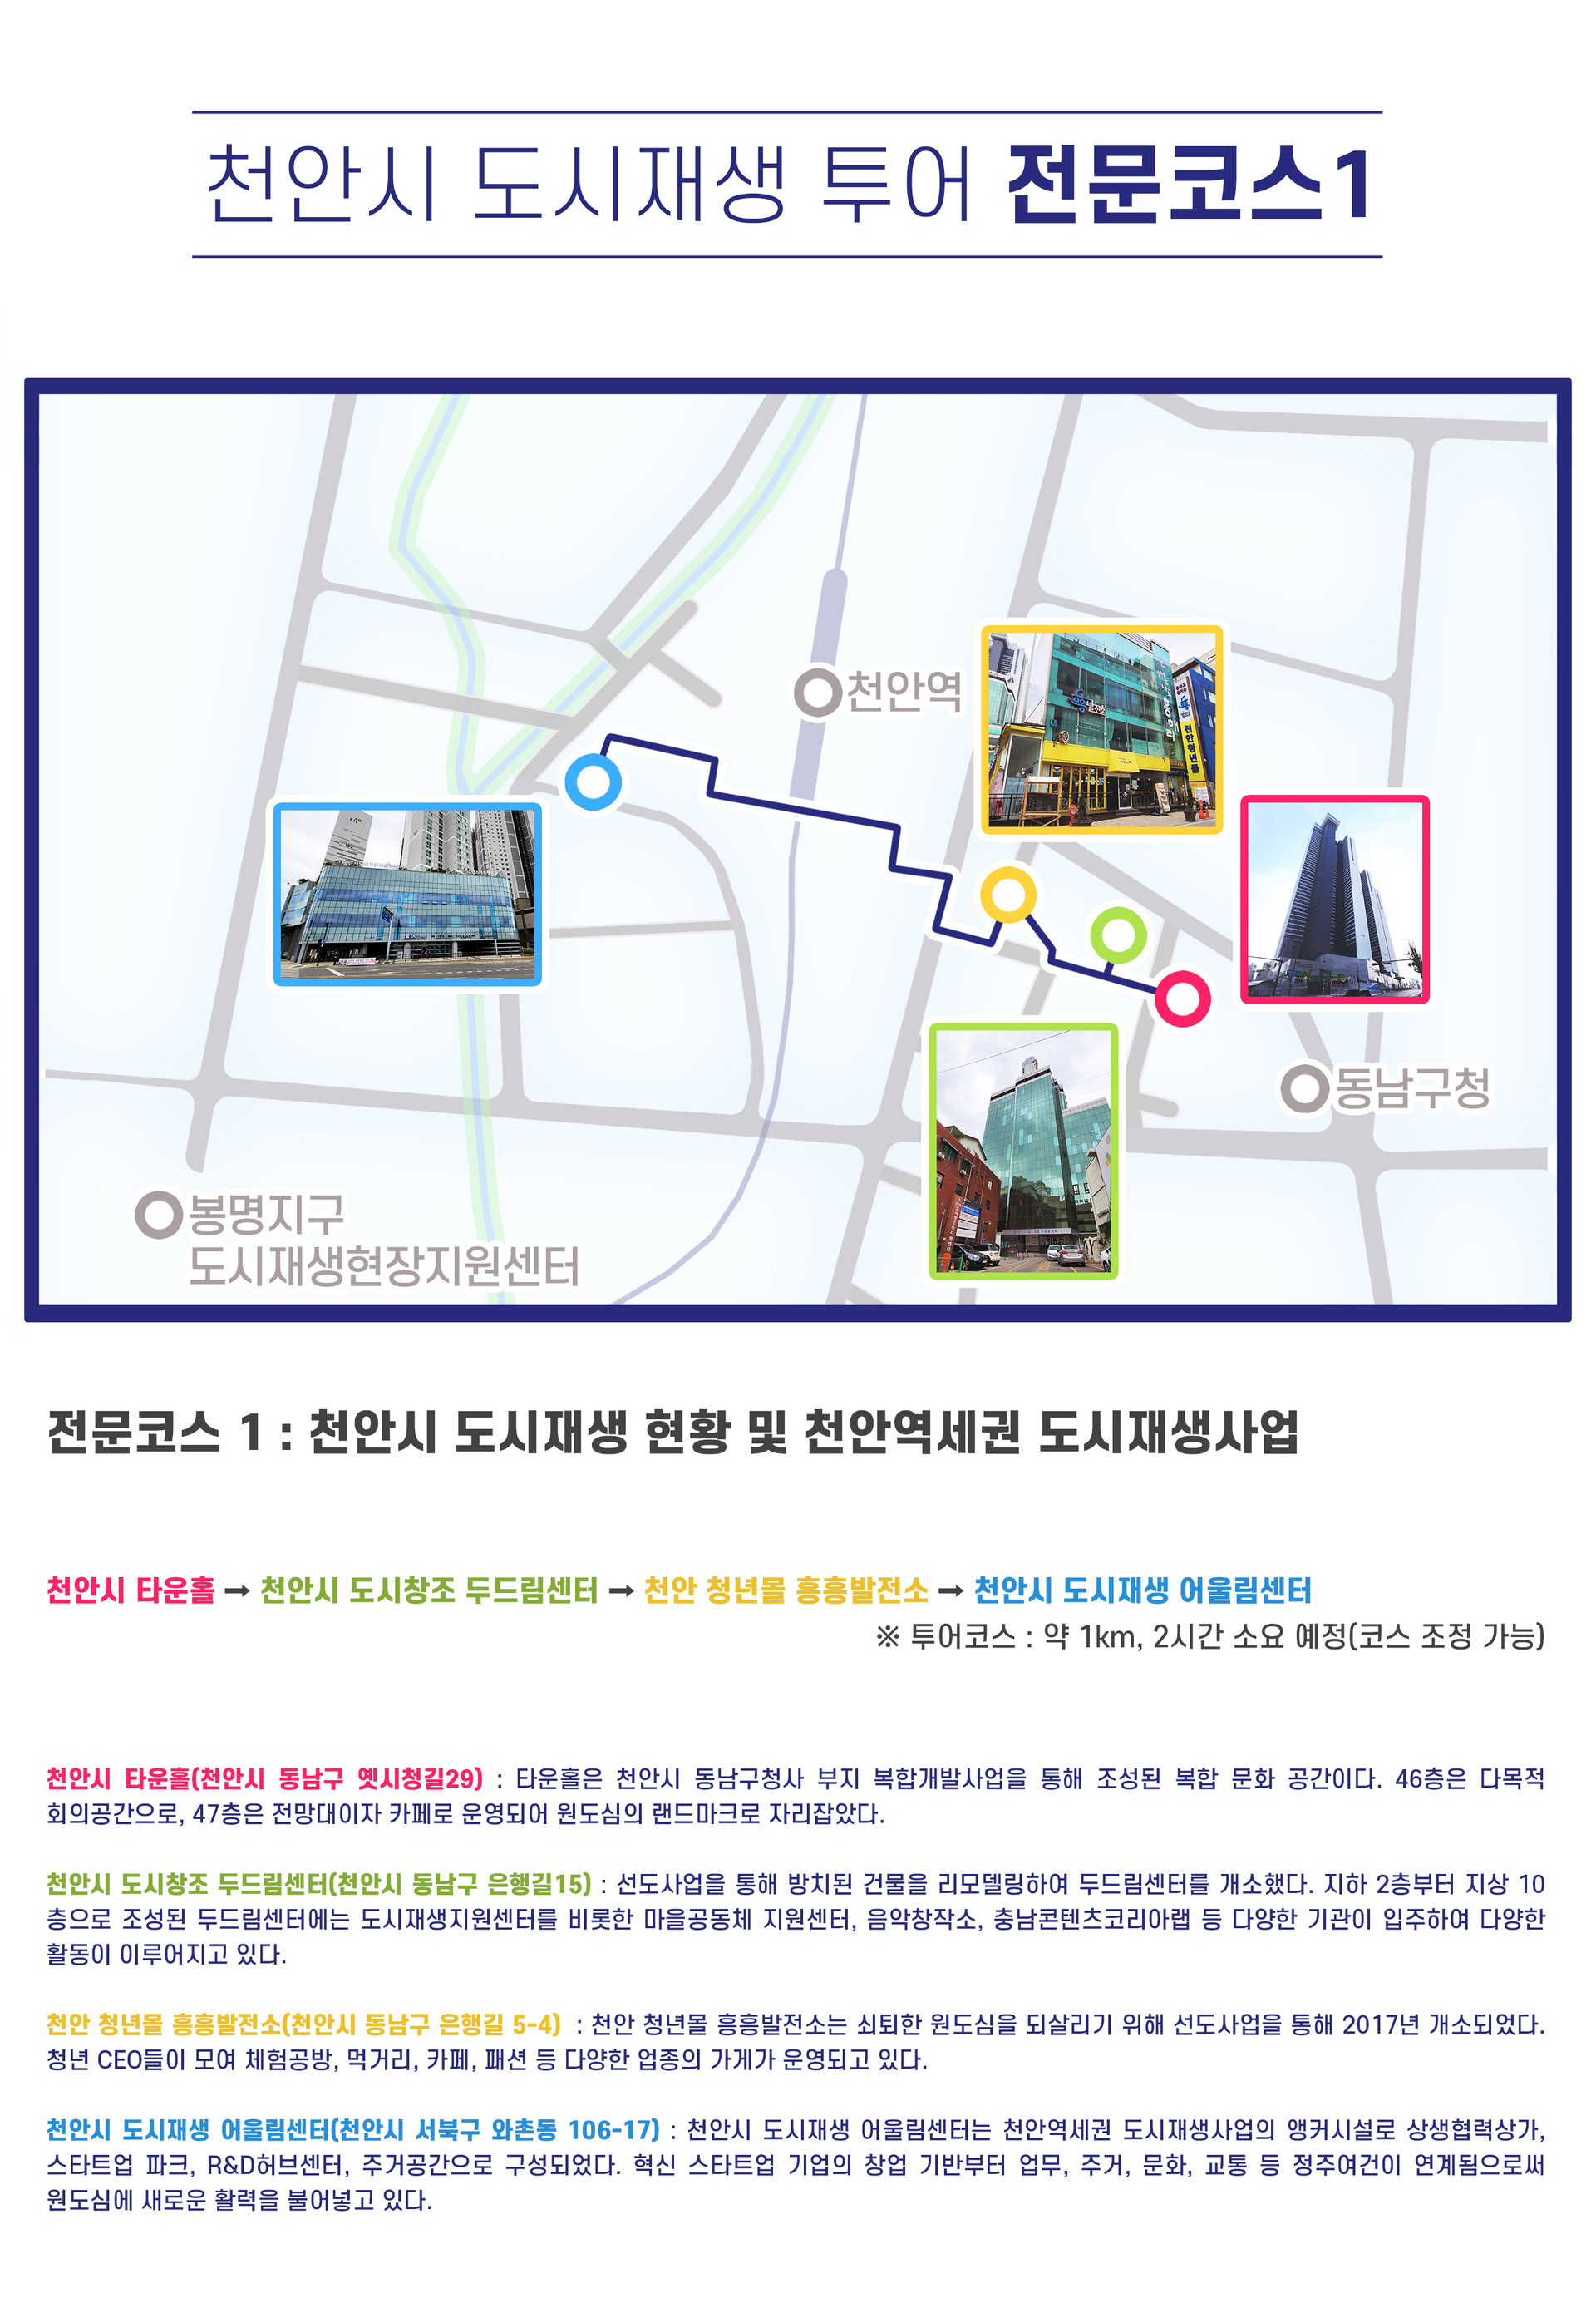 천안시 도시재생 투어 전문코스1
천안역
흥흥발전소
천안청년몰
동남구청
봉명지구
도시재생현장지원센터
전문코스 1 : 천안시 도시재생 현황 및 천안역세권 도시재생사업
천안시 타운홀 → 천안시 도시창조 두드림센터 → 천안 청년몰 흥흥발전소 → 천안시 도시재생 어울림센터
※ 투어코스 : 약 1km, 2시간 소요 예정(코스 조정 가능)
천안시 타운홀(천안시 동남구 옛시청길29) : 타운홀은 천안시 동남구청사 부지 복합개발사업을 통해 조성된 복합 문화 공간이다. 46층은 다목적
회의공간으로, 47층은 전망대이자 카페로 운영되어 원도심의 랜드마크로 자리잡았다.
천안시 도시창조 두드림센터(천안시 동남구 은행길15) : 선도사업을 통해 방치된 건물을 리모델링하여 두드림센터를 개소했다. 지하 2층부터 지상 10
층으로 조성된 두드림센터에는 도시재생지원센터를 비롯한 마을공동체 지원센터, 음악창작소, 충남콘텐츠코리아랩 등 다양한 기관이 입주하여 다양한
활동이 이루어지고 있다.
천안 청년몰 흥흥발전소(천안시 동남구 은행길 5-4) : 천안 청년몰 흥흥발전소는 쇠퇴한 원도심을 되살리기 위해 선도사업을 통해 2017년 개소되었다.
청년 CEO들이 모여 체험공방, 먹거리, 카페, 패션 등 다양한 업종의 가게가 운영되고 있다.
천안시 도시재생 어울림센터(천안시 서북구 와촌동 106-17) : 천안시 도시재생 어울림센터는 천안역세권 도시재생사업의 앵커시설로 상생협력상가,
스타트업 파크, R&D허브센터, 주거공간으로 구성되었다. 혁신 스타트업 기업의 창업 기반부터 업무, 주거, 문화, 교통 등 정주여건이 연계됨으로써
원도심에 새로운 활력을 불어넣고 있다.